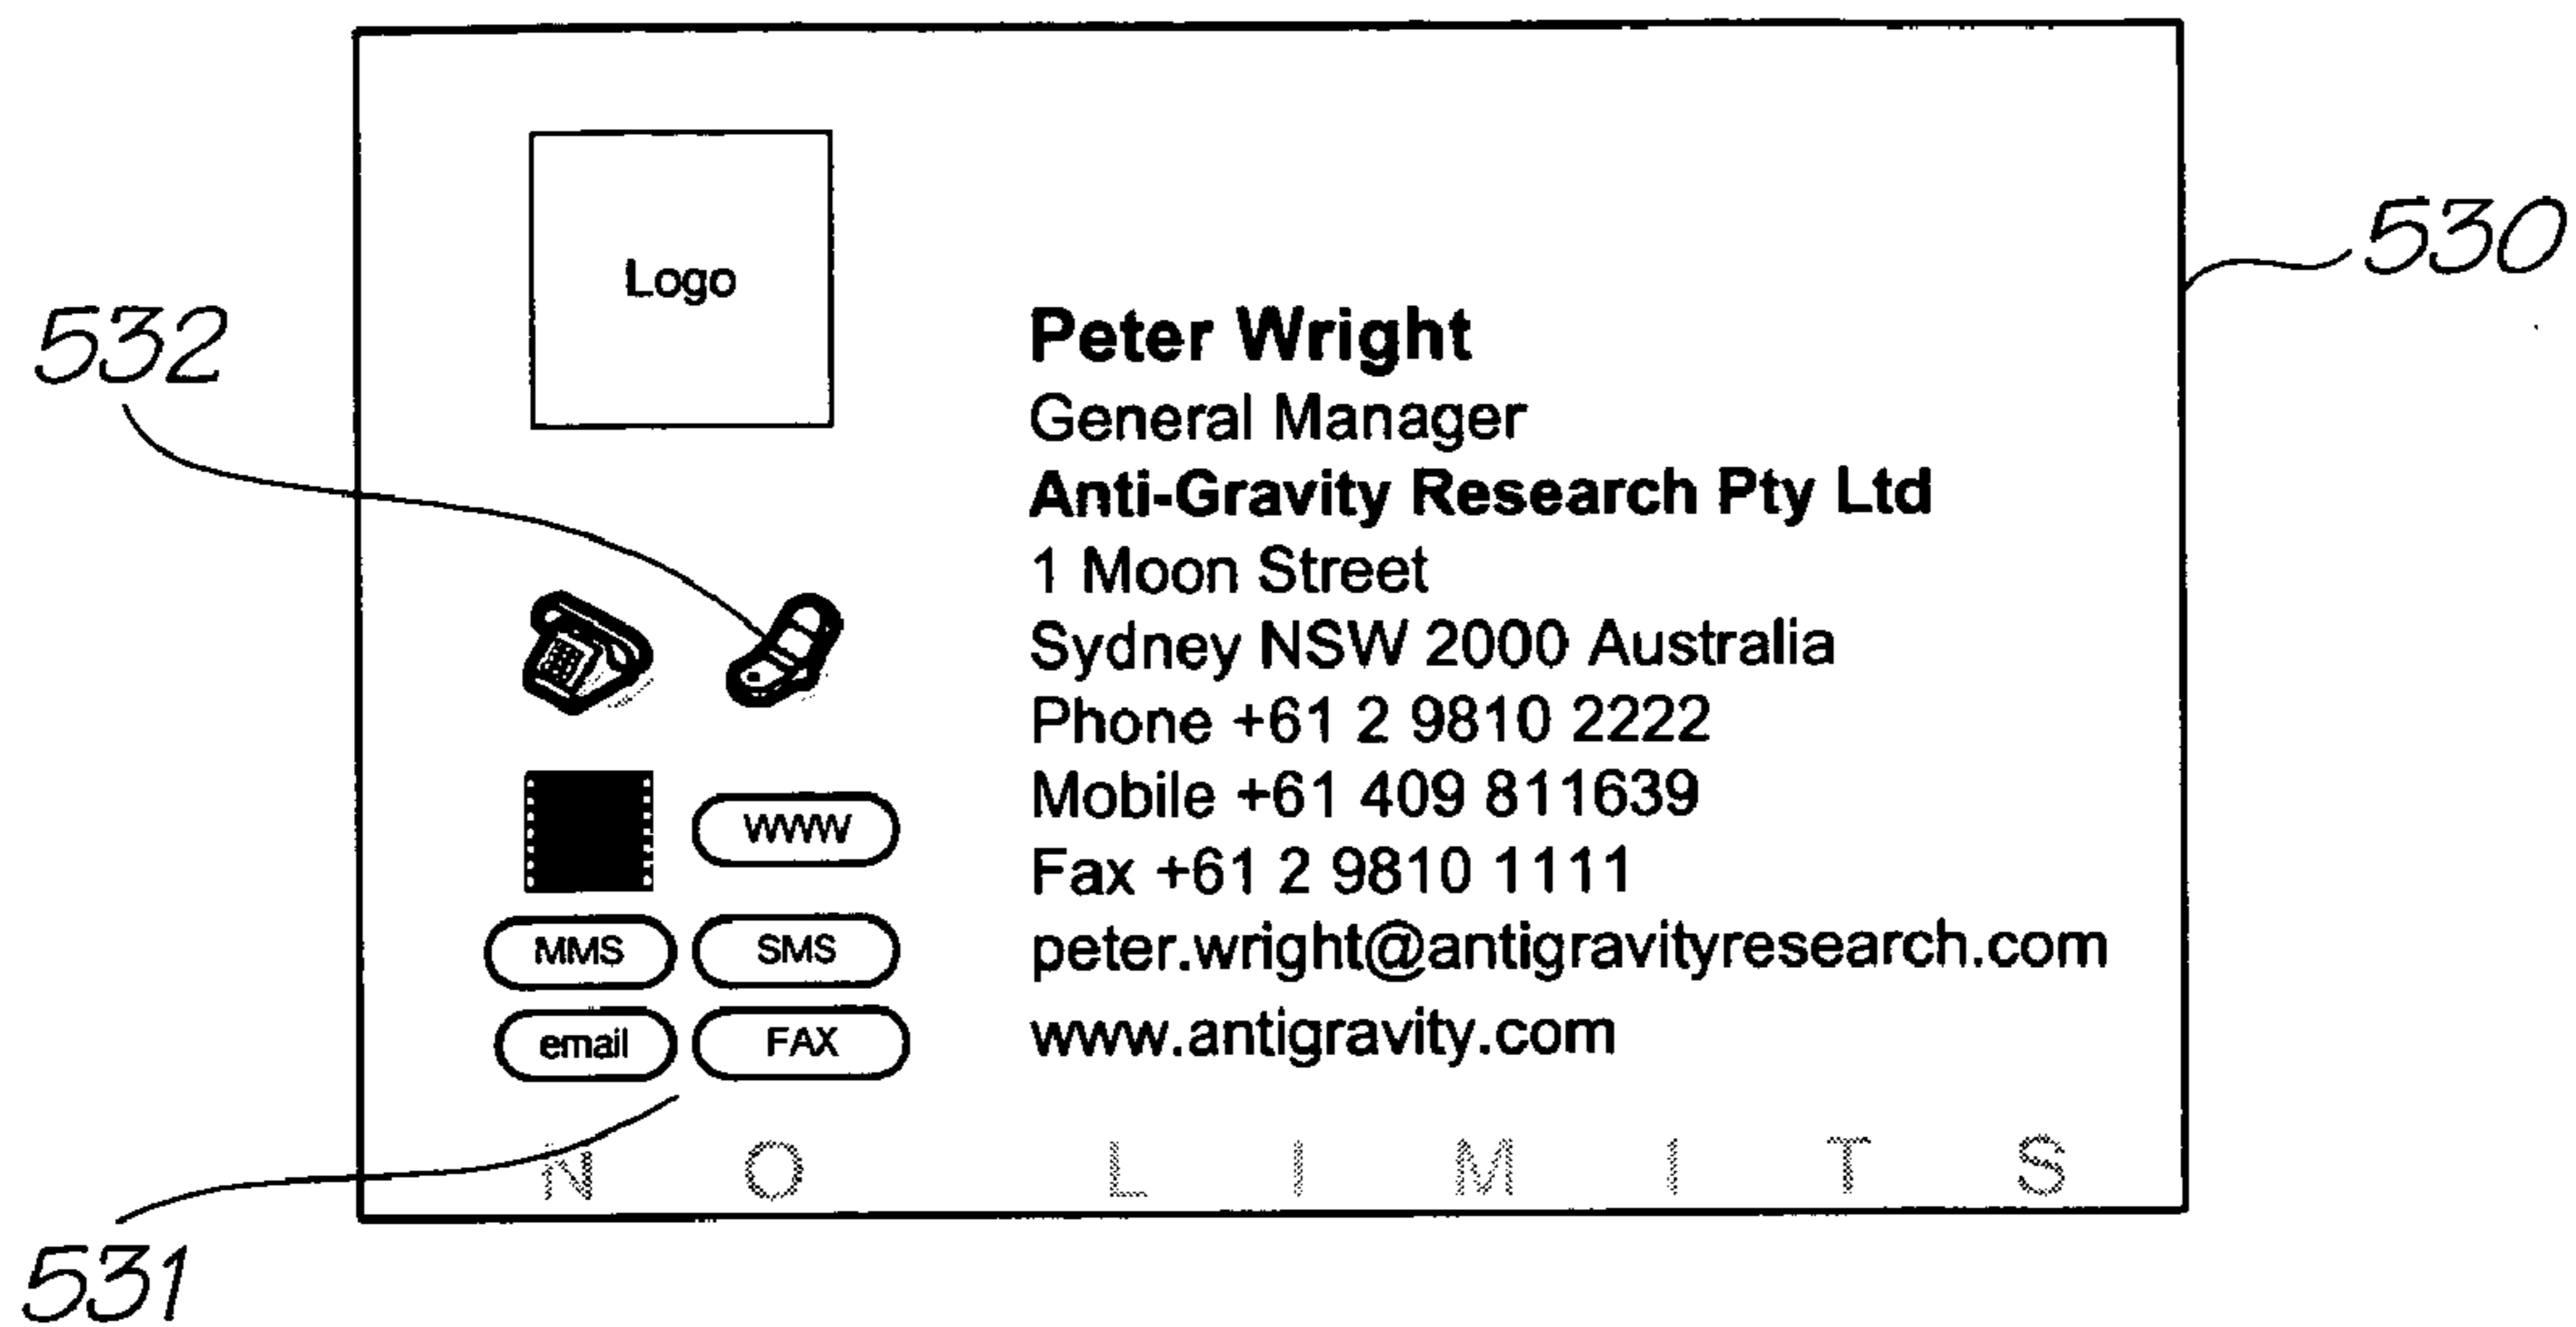 530
Logo
532
Peter Wright
General Manager
Anti-Gravity Research Pty Ltd
1 Moon Street
Sydney NSW 2000 Australia
Phone +61 2 9810 2222
Mobile +61 409 811639
Fax +61 2 9810 1111
peter.wright@antigravityresearch.com
www.antigravity.com
WWW
MMS SMS
email FAX
NO LIMITS
531